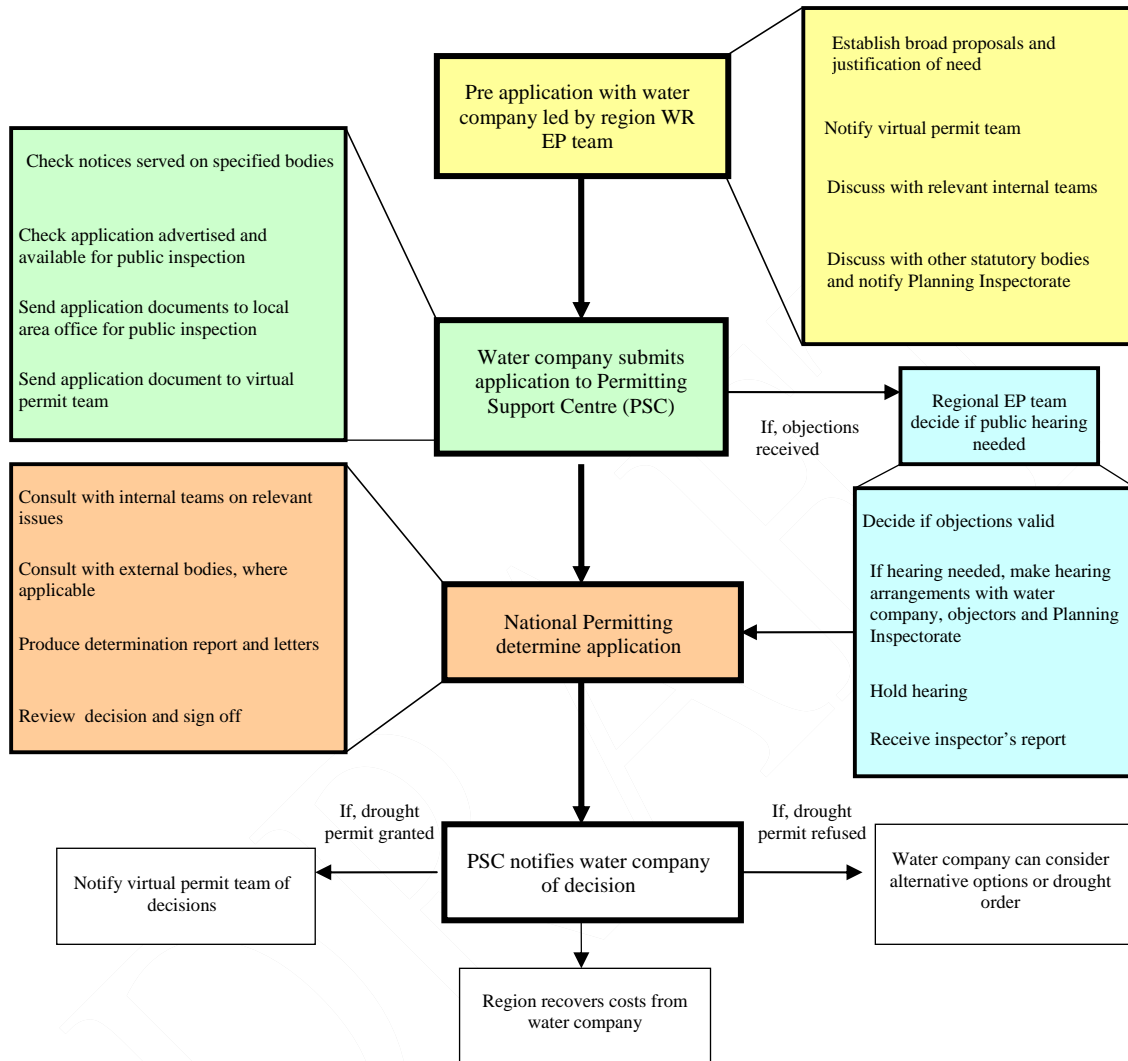 Establish broad proposals and
justification of need
Notify virtual permit team
Discuss with relevant internal teams
Discuss with other statutory bodies
and notify Planning Inspectorate
Pre application with water
company led by region WR
EP team
Check notices served on specified bodies
Check application advertised and
available for public inspection
Send application documents to local
area office for public inspection
Send application document to virtual
permit team
Water company submits
application to Permitting
Support Centre (PSC)
If, objections
received
Regional EP team
decide if public hearing
needed
Decide if objections valid
If hearing needed, make hearing
arrangements with water
company, objectors and Planning
Inspectorate
Hold hearing
Receive inspector's report
Consult with internal teams on relevant
issues
Consult with external bodies, where
applicable
Produce determination report and letters
Review decision and sign off
National Permitting
determine application
If, drought
permit granted
If, drought
permit refused
PSC notifies water company
of decision
Notify virtual permit team of
decisions
Water company can consider
alternative options or drought
order
Region recovers costs from
water company